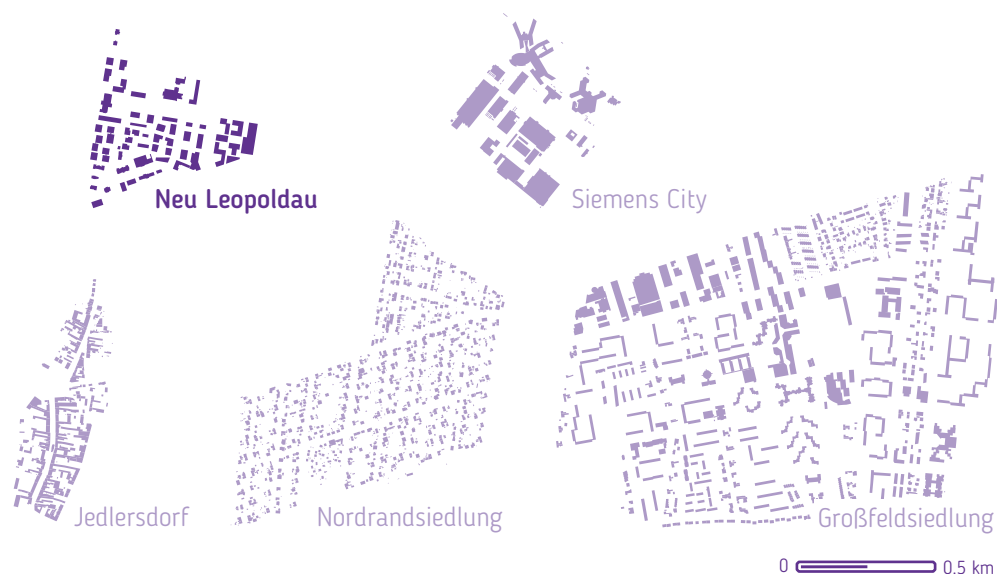 Neu Leopoldau
Siemens City
Jedlersdorf
Nordrandsiedlung
Großfeldsiedlung
0 0.5 km